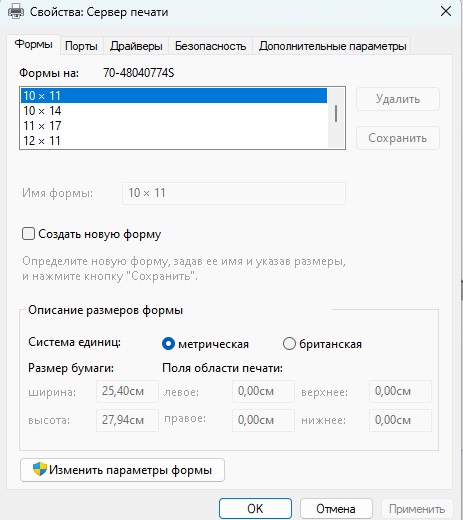 Свойства: Сервер печати
Формы Порты Драйверы Безопасность Дополнительные параметры
Формы на: 70-48040774S
10 × 11
10 × 14
11 × 17
12 × 11
Удалить
Сохранить
Имя формы: 10 × 11
Создать новую форму
Определите новую форму, задав ее имя и указав размеры,
и нажмите кнопку "Сохранить".
Описание размеров формы
Система единиц: метрическая британская
Размер бумаги: Поля области печати:
ширина: 25,40см левое: 0,00см верхнее: 0,00см
высота: 27,94см правое: 0,00см нижнее: 0,00см
Изменить параметры формы
OK Отмена Применить